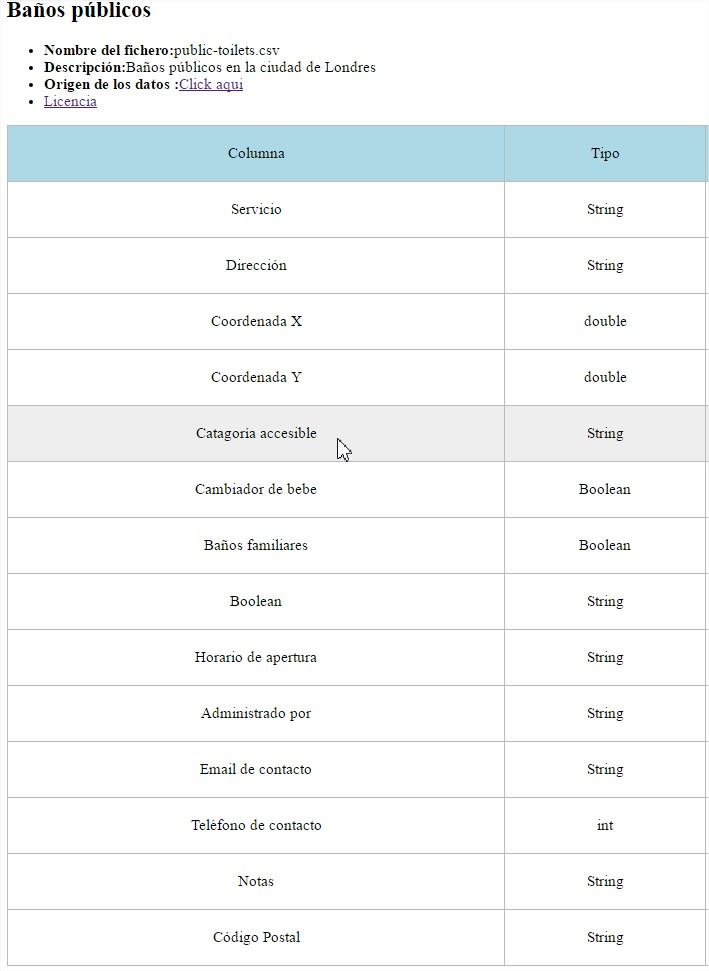 Baños públicos
Nombre del fichero:public-toilets.csv
Descripción:Baños públicos en la ciudad de Londres
Origen de los datos :Click aqui
Licencia
Columna Tipo
Servicio String
Dirección String
Coordenada X double
Coordenada Y double
Catagoría accesible String
Cambiador de bebe Boolean
Baños familiares Boolean
Boolean String
Horario de apertura String
Administrado por String
Email de contacto String
Teléfono de contacto int
Notas String
Código Postal String